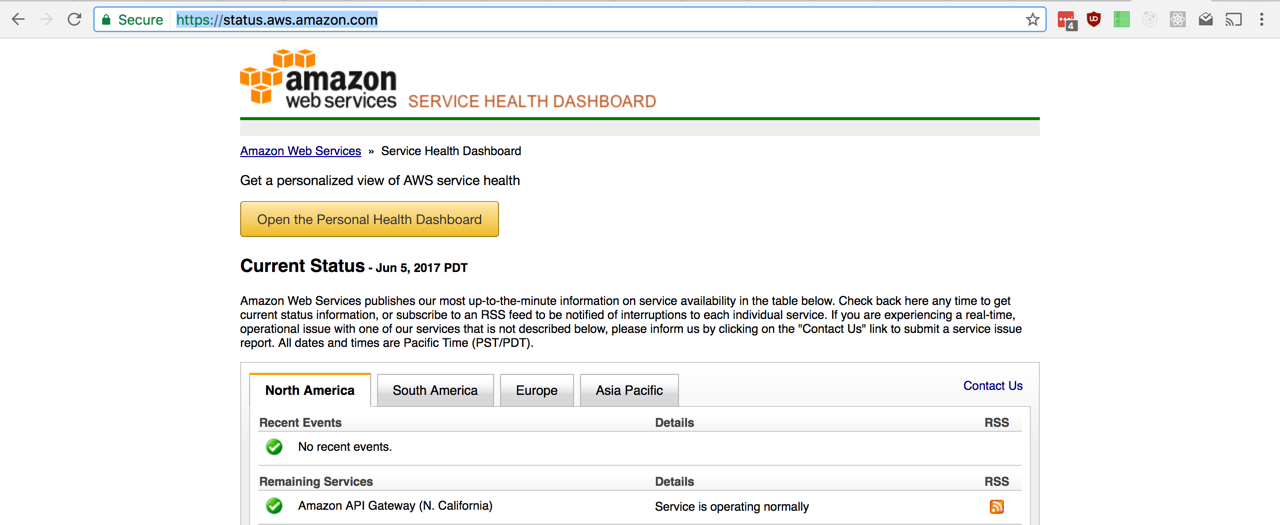 Secure https://status.aws.amazon.com
4
amazon
web services SERVICE HEALTH DASHBOARD
Amazon Web Services » Service Health Dashboard
Get a personalized view of AWS service health
Open the Personal Health Dashboard
Current Status - Jun 5, 2017 PDT
Amazon Web Services publishes our most up-to-the-minute information on service availability in the table below. Check back here any time to get
current status information, or subscribe to an RSS feed to be notified of interruptions to each individual service. If you are experiencing a real-time,
operational issue with one of our services that is not described below, please inform us by clicking on the "Contact Us" link to submit a service issue
report. All dates and times are Pacific Time (PST/PDT).
North America South America Europe Asia Pacific Contact Us
Recent Events Details RSS
No recent events.
Remaining Services Details RSS
Amazon API Gateway (N. California) Service is operating normally